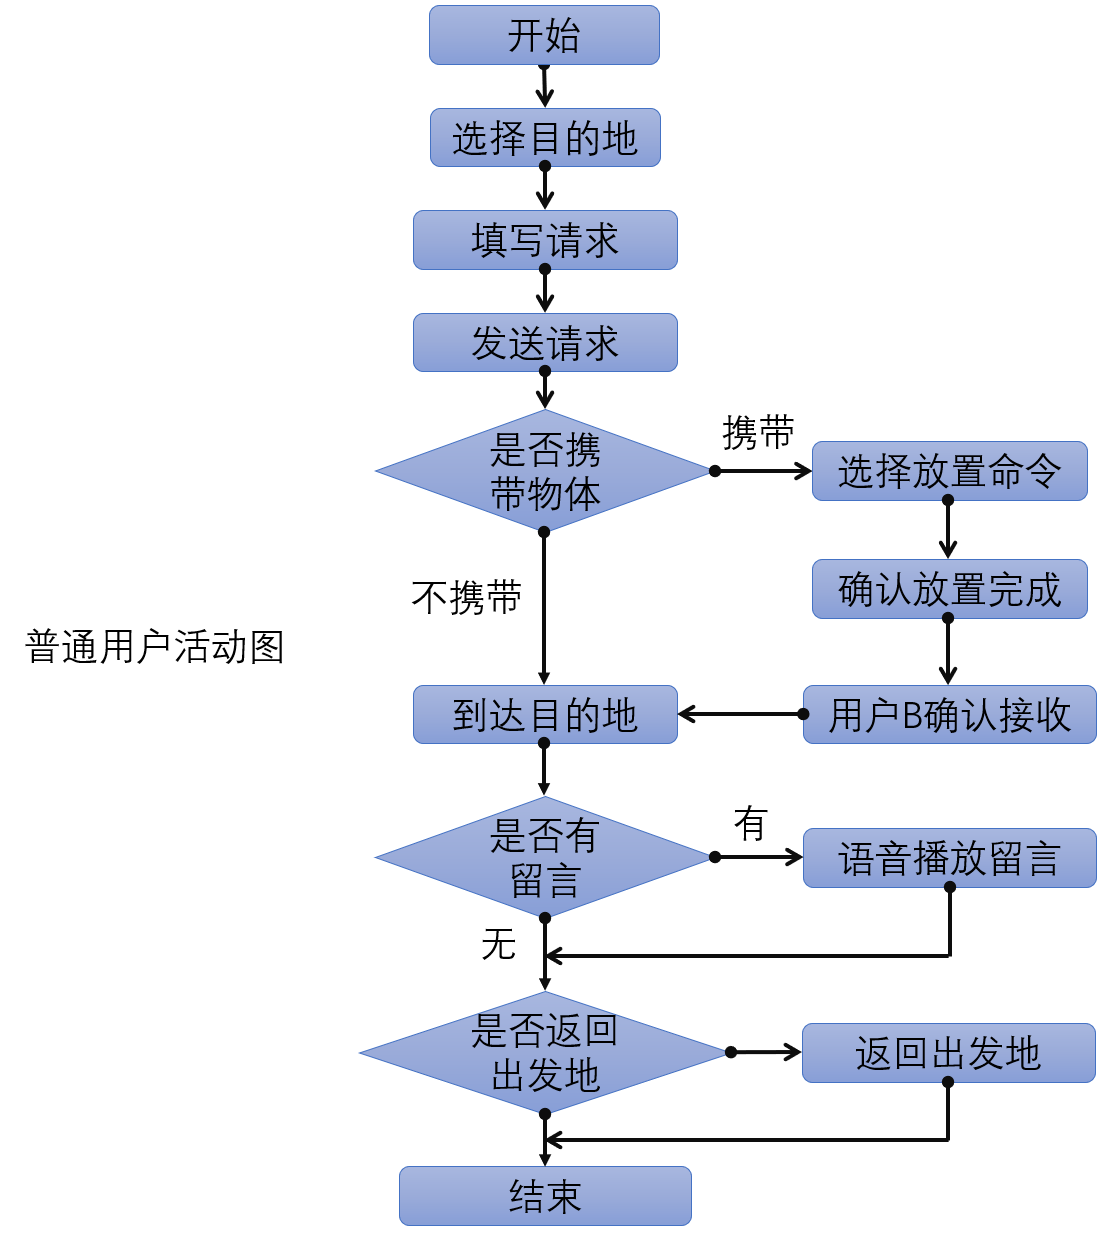 开始
选择目的地
填写请求
发送请求
是否携
带物体
携带
选择放置命令
不携带
确认放置完成
普通用户活动图
到达目的地
用户B确认接收
是否有
留言
有
语音播放留言
无
是否返回
出发地
返回出发地
结束